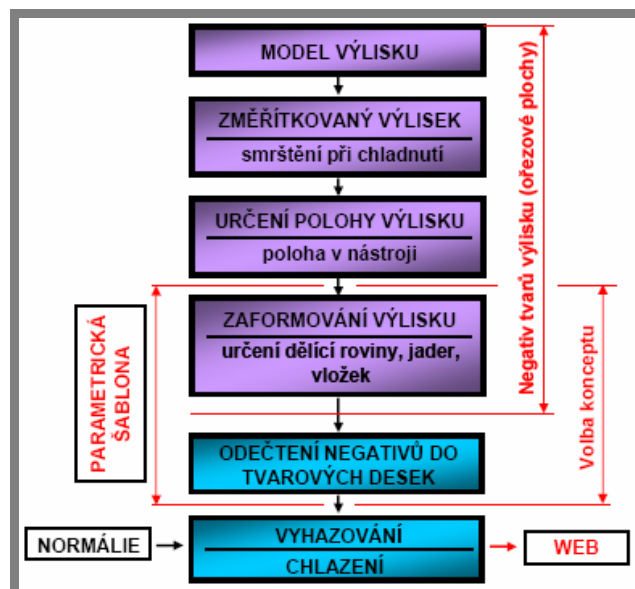 MODEL VÝLISKU
ZMĚŘÍTKOVANÝ VÝLISEK
smrštění při chladnutí
URČENÍ POLOHY VÝLISKU
poloha v nástroji
ZAFORMOVÁNÍ VÝLISKU
určení dělící roviny, jader,
vložek
ODEČTENÍ NEGATIVŮ DO
TVAROVÝCH DESEK
VYHAZOVÁNÍ
CHLAZENÍ
NORMÁLIE
WEB
PARAMETRICKÁ
ŠABLONA
Negativ tvarů výlisku (ořezové plochy)
Volba konceptu